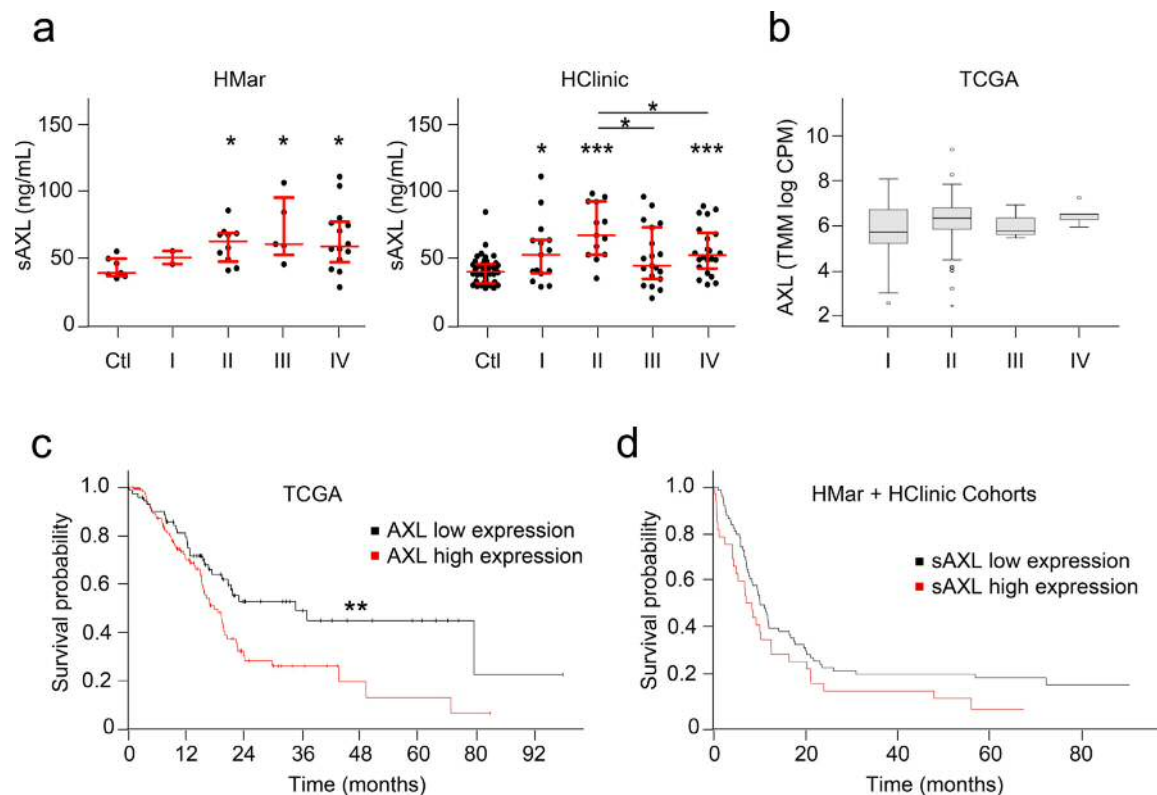 a
HMar
sAXL (ng/mL)
150
100
50
0
*
*
*
Ctl
I
II
III
IV
HClinic
sAXL (ng/mL)
150
100
50
0
*
*
*
***
***
Ctl
I
II
III
IV
b
TCGA
AXL (TMM log CPM)
10
8
6
4
2
I
II
III
IV
c
TCGA
Survival probability
1.0
0.8
0.6
0.4
0.2
0
AXL low expression
AXL high expression
**
0
12
24
36
48
60
80
92
Time (months)
d
HMar + HClinic Cohorts
Survival probability
1.0
0.8
0.6
0.4
0.2
0
sAXL low expression
sAXL high expression
0
20
40
60
80
Time (months)